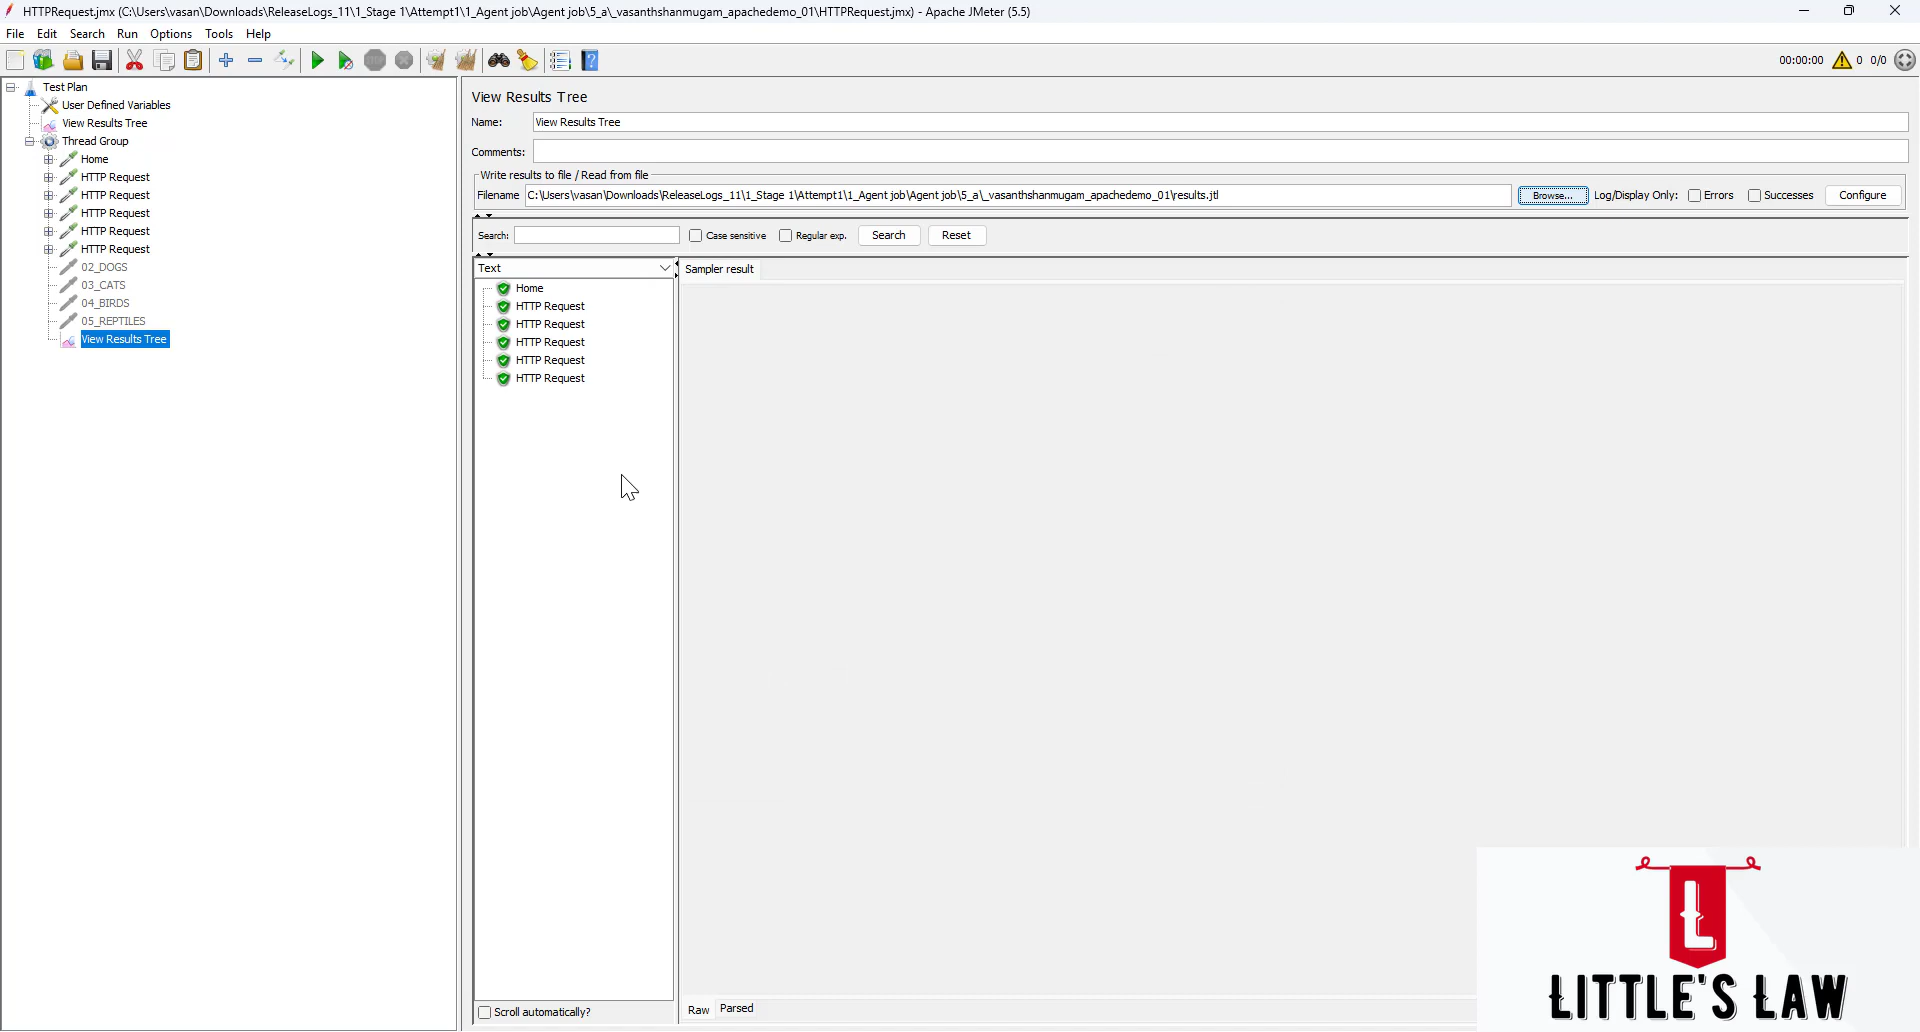 HTTPRequest.jmx (C:\Users\vasan\Downloads\ReleaseLogs_11\1_Stage 1\Attempt1\1_Agent job\Agent job\5_a\_vasanthshanmugam_apachedemo_01\HTTPRequest.jmx) - Apache JMeter (5.5)
File Edit Search Run Options Tools Help
00:00:00 0 0/0
Test Plan
User Defined Variables
View Results Tree
Thread Group
Home
HTTP Request
HTTP Request
HTTP Request
HTTP Request
HTTP Request
02_DOGS
03_CATS
04_BIRDS
05_REPTILES
View Results Tree
View Results Tree
Name: View Results Tree
Comments:
Write results to file / Read from file
Filename C:\Users\vasan\Downloads\ReleaseLogs_11\1_Stage 1\Attempt1\1_Agent job\Agent job\5_a\_vasanthshanmugam_apachedemo_01\results.jtl Browse... Log/Display Only: Errors Successes Configure
Search: Case sensitive Regular exp. Search Reset
Text
Sampler result
Home
HTTP Request
HTTP Request
HTTP Request
HTTP Request
HTTP Request
Scroll automatically?
Raw Parsed
L
LITTLE'S LAW